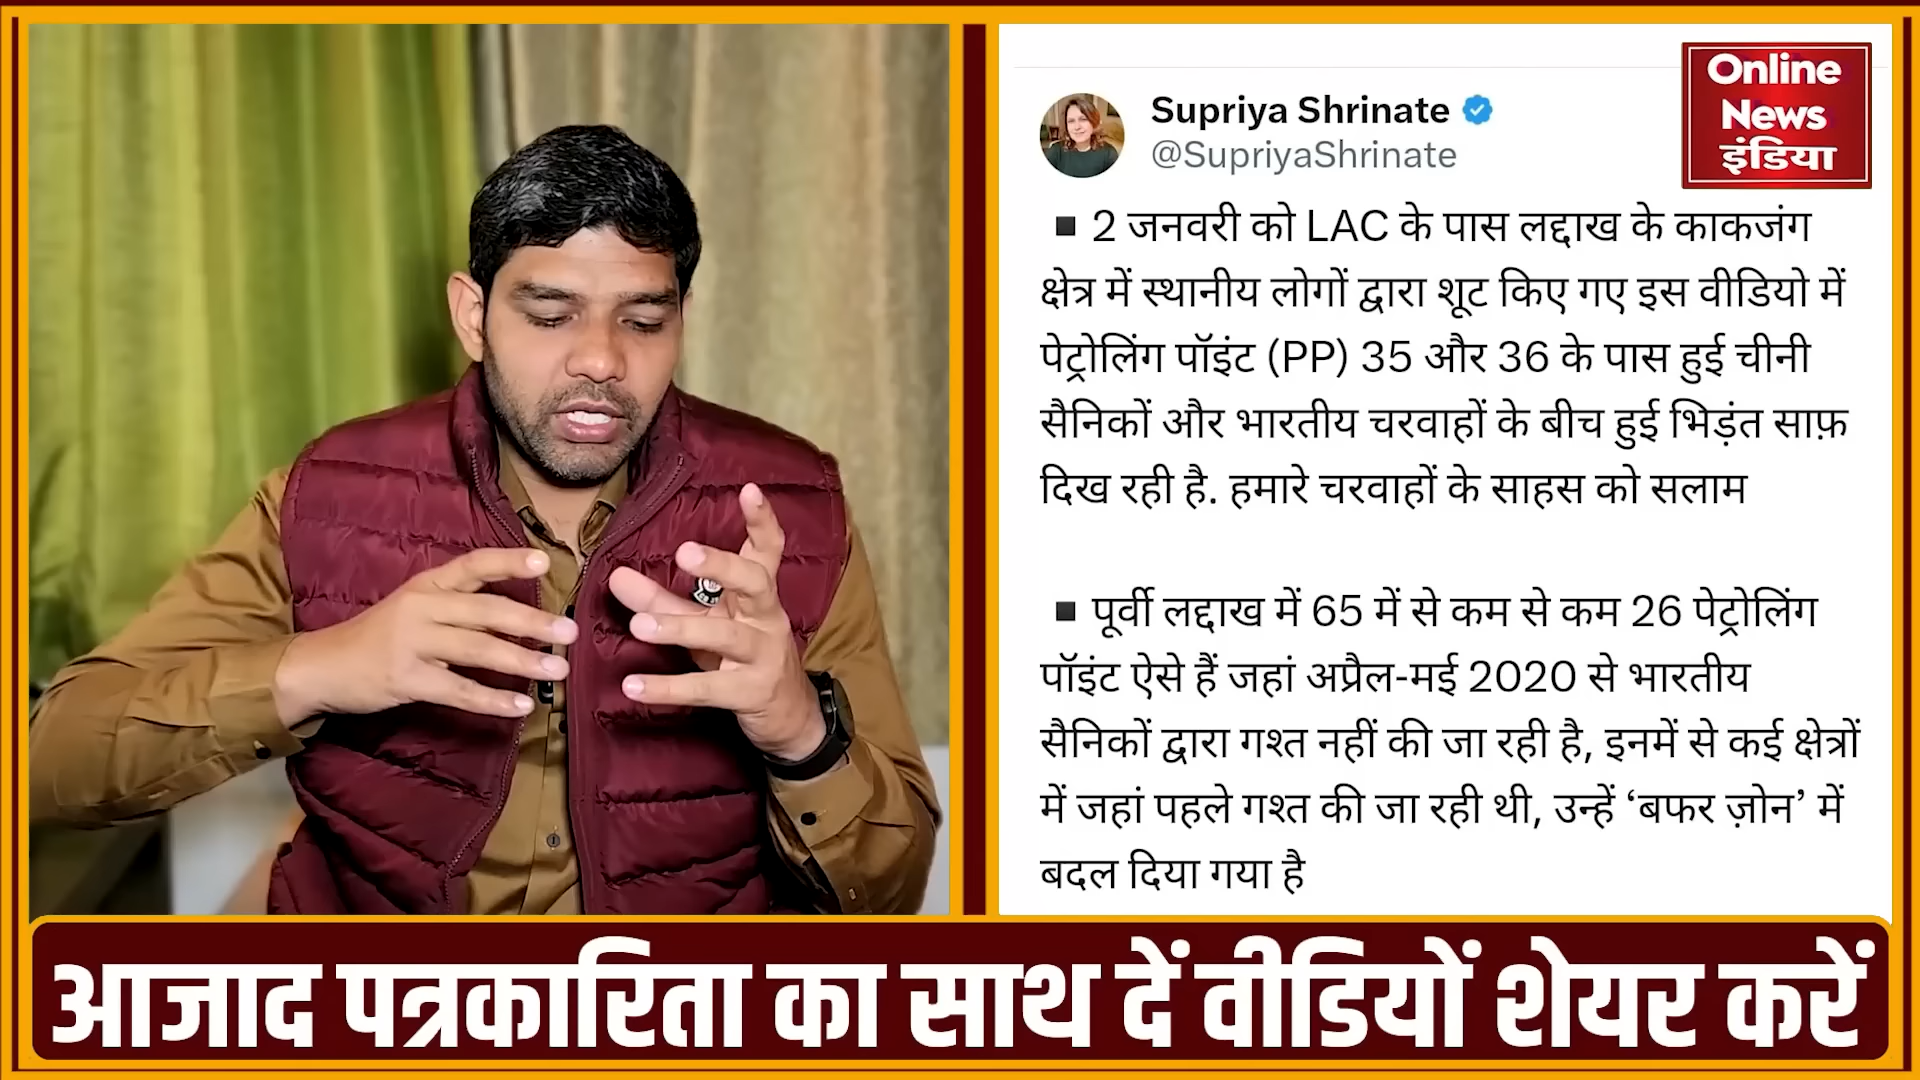 Online
News
इंडिया
Supriya Shrinate
@SupriyaShrinate
▪ 2 जनवरी को LAC के पास लद्दाख के काकजंग
क्षेत्र में स्थानीय लोगों द्वारा शूट किए गए इस वीडियो में
पेट्रोलिंग पॉइंट (PP) 35 और 36 के पास हुई चीनी
सैनिकों और भारतीय चरवाहों के बीच हुई भिड़ंत साफ़
दिख रही है. हमारे चरवाहों के साहस को सलाम
▪ पूर्वी लद्दाख में 65 में से कम से कम 26 पेट्रोलिंग
पॉइंट ऐसे हैं जहां अप्रैल-मई 2020 से भारतीय
सैनिकों द्वारा गश्त नहीं की जा रही है, इनमें से कई क्षेत्रों
में जहां पहले गश्त की जा रही थी, उन्हें ‘बफर ज़ोन’ में
बदल दिया गया है
आजाद पत्रकारिता का साथ दें वीडियों शेयर करें